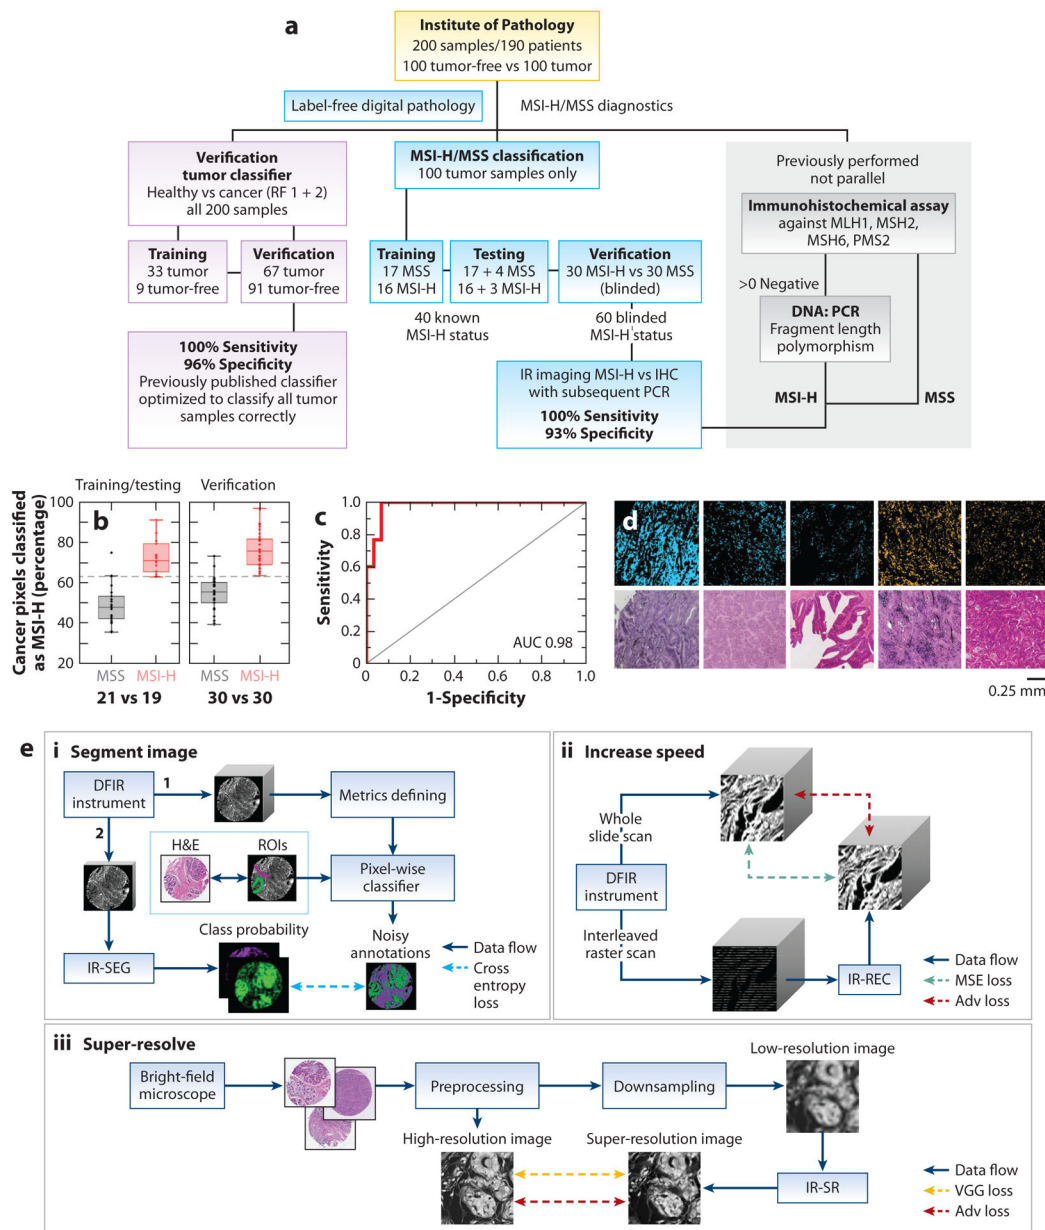 a
Institute of Pathology
200 samples/190 patients
100 tumor-free vs 100 tumor
Label-free digital pathology
MSI-H/MSS diagnostics
Verification
tumor classifier
Healthy vs cancer (RF 1 + 2)
all 200 samples
Training
33 tumor
9 tumor-free
Verification
67 tumor
91 tumor-free
100% Sensitivity
96% Specificity
Previously published classifier
optimized to classify all tumor
samples correctly
MSI-H/MSS classification
100 tumor samples only
Training
17 MSS
16 MSI-H
Testing
17 + 4 MSS
16 + 3 MSI-H
Verification
30 MSI-H vs 30 MSS
(blinded)
40 known
MSI-H status
60 blinded
MSI-H status
IR imaging MSI-H vs IHC
with subsequent PCR
100% Sensitivity
93% Specificity
Previously performed
not parallel
Immunohistochemical assay
against MLH1, MSH2,
MSH6, PMS2
>0 Negative
DNA: PCR
Fragment length
polymorphism
MSI-H
MSS
b
Training/testing
Verification
Cancer pixels classified
as MSI-H (percentage)
100
80
60
40
20
MSS
MSI-H
MSS
MSI-H
21 vs 19
30 vs 30
c
Sensitivity
1.0
0.8
0.6
0.4
0.2
0
0
0.2
0.4
0.6
0.8
1.0
AUC 0.98
1-Specificity
d
0.25 mm
e
i Segment image
DFIR
instrument
1
2
Metrics defining
H&E
ROIs
Pixel-wise
classifier
Class probability
Noisy
annotations
IR-SEG
Data flow
Cross
entropy
loss
ii Increase speed
Whole
slide scan
DFIR
instrument
Interleaved
raster scan
IR-REC
Data flow
MSE loss
Adv loss
iii Super-resolve
Bright-field
microscope
Preprocessing
Downsampling
Low-resolution image
High-resolution image
Super-resolution image
IR-SR
Data flow
VGG loss
Adv loss